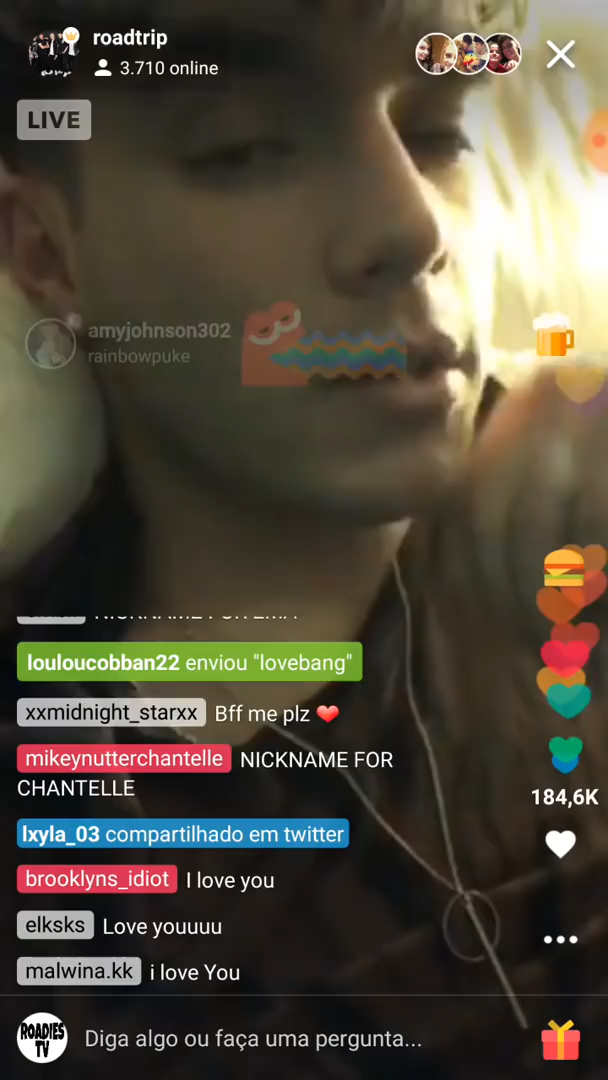 roadtrip
3.710 online
LIVE
amyjohnson302
rainbowpuke
louloucobban22 enviou "lovebang"
xxmidnight_starxx Bff me plz ❤️
mikeynutterchantelle NICKNAME FOR
CHANTELLE
184,6K
lxyla_03 compartilhado em twitter
brooklyns_idiot I love you
elksks Love youuuu
malwina.kk i love You
ROADIES
TV
Diga algo ou faça uma pergunta...